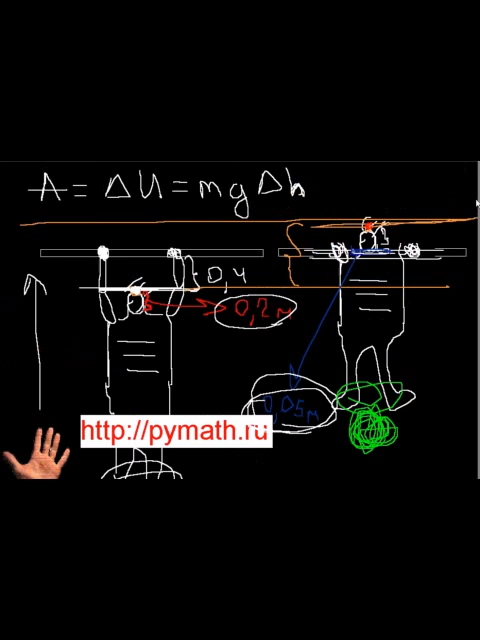 A = ΔU = mgΔh
0,4
0,2м
0,05м
http://pymath.ru